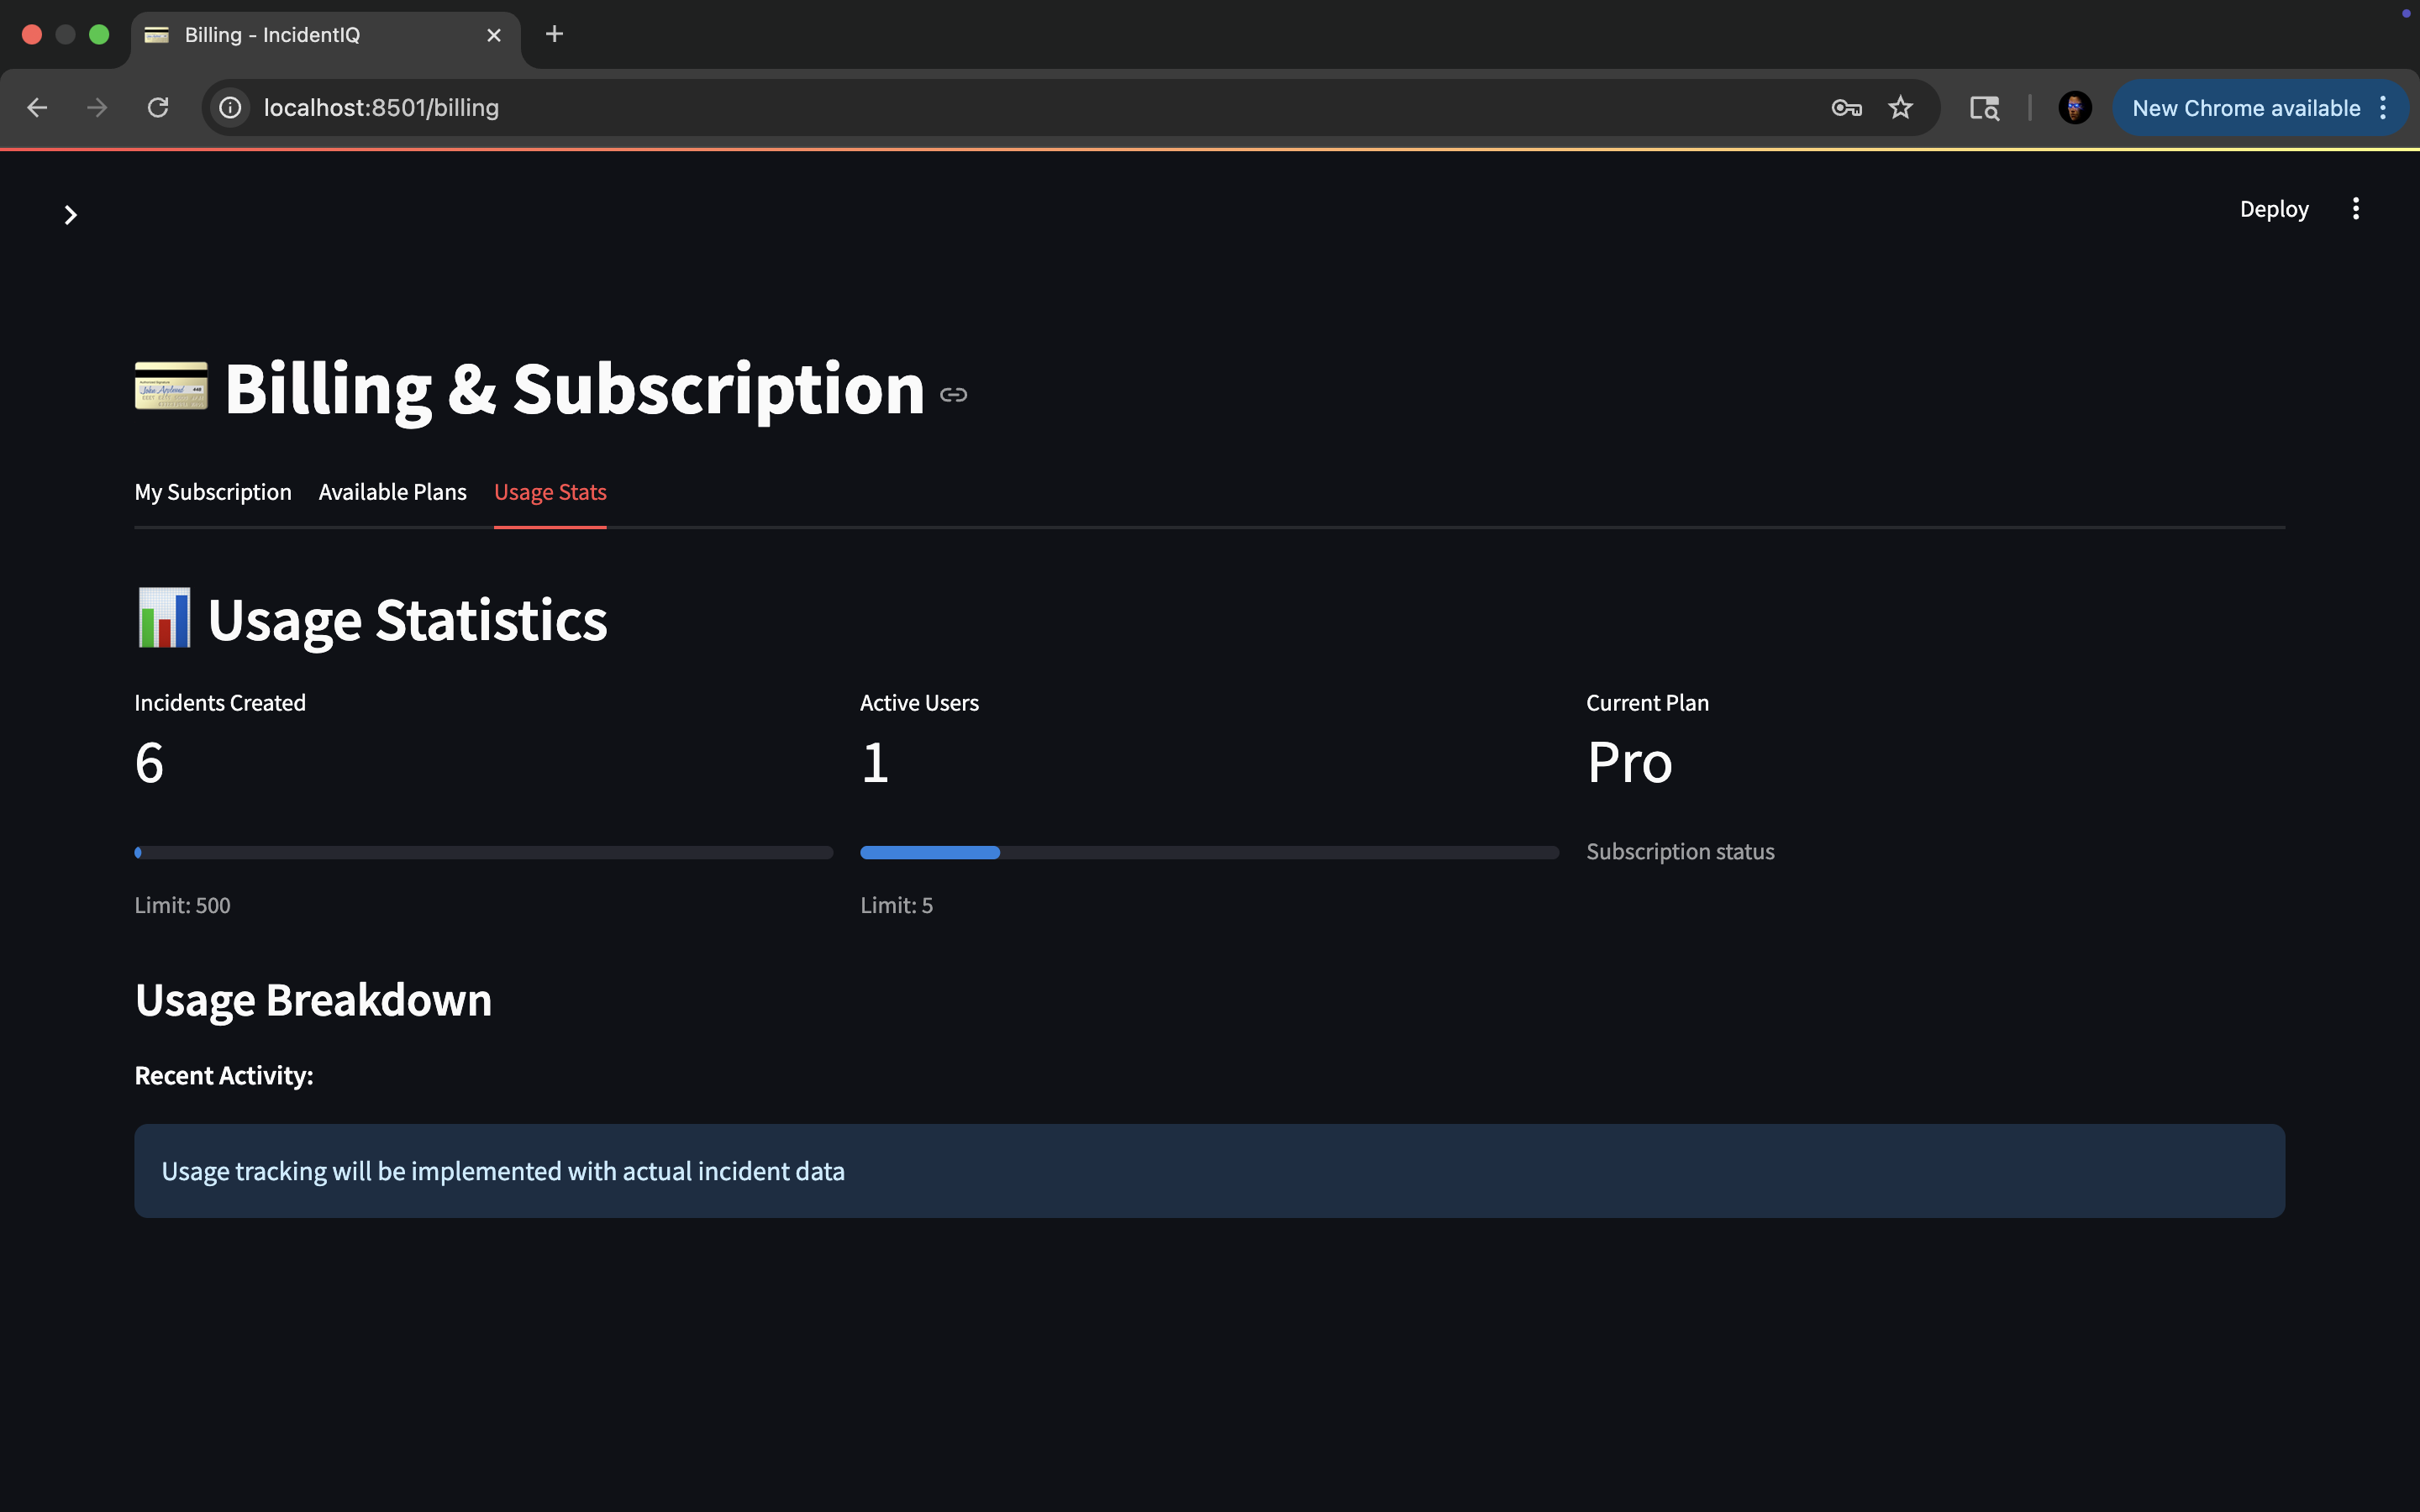 Billing - IncidentIQ
localhost:8501/billing
New Chrome available
Deploy
Billing & Subscription
My Subscription
Available Plans
Usage Stats
Usage Statistics
Incidents Created
Active Users
Current Plan
6
1
Pro
Subscription status
Limit: 500
Limit: 5
Usage Breakdown
Recent Activity:
Usage tracking will be implemented with actual incident data